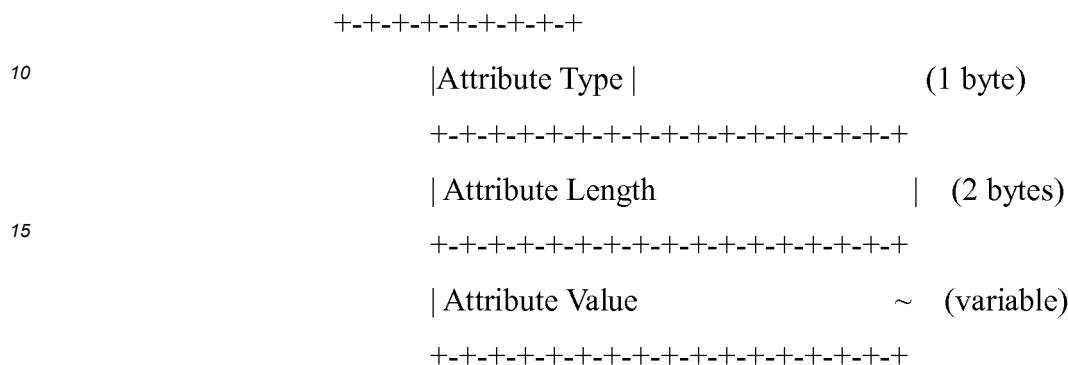 +-+-+-+-+-+-+-+-+
10 |Attribute Type | (1 byte)
+-+-+-+-+-+-+-+-+-+-+-+-+-+-+-+-+
| Attribute Length | (2 bytes)
15 +-+-+-+-+-+-+-+-+-+-+-+-+-+-+-+-+
| Attribute Value ~ (variable)
+-+-+-+-+-+-+-+-+-+-+-+-+-+-+-+-+